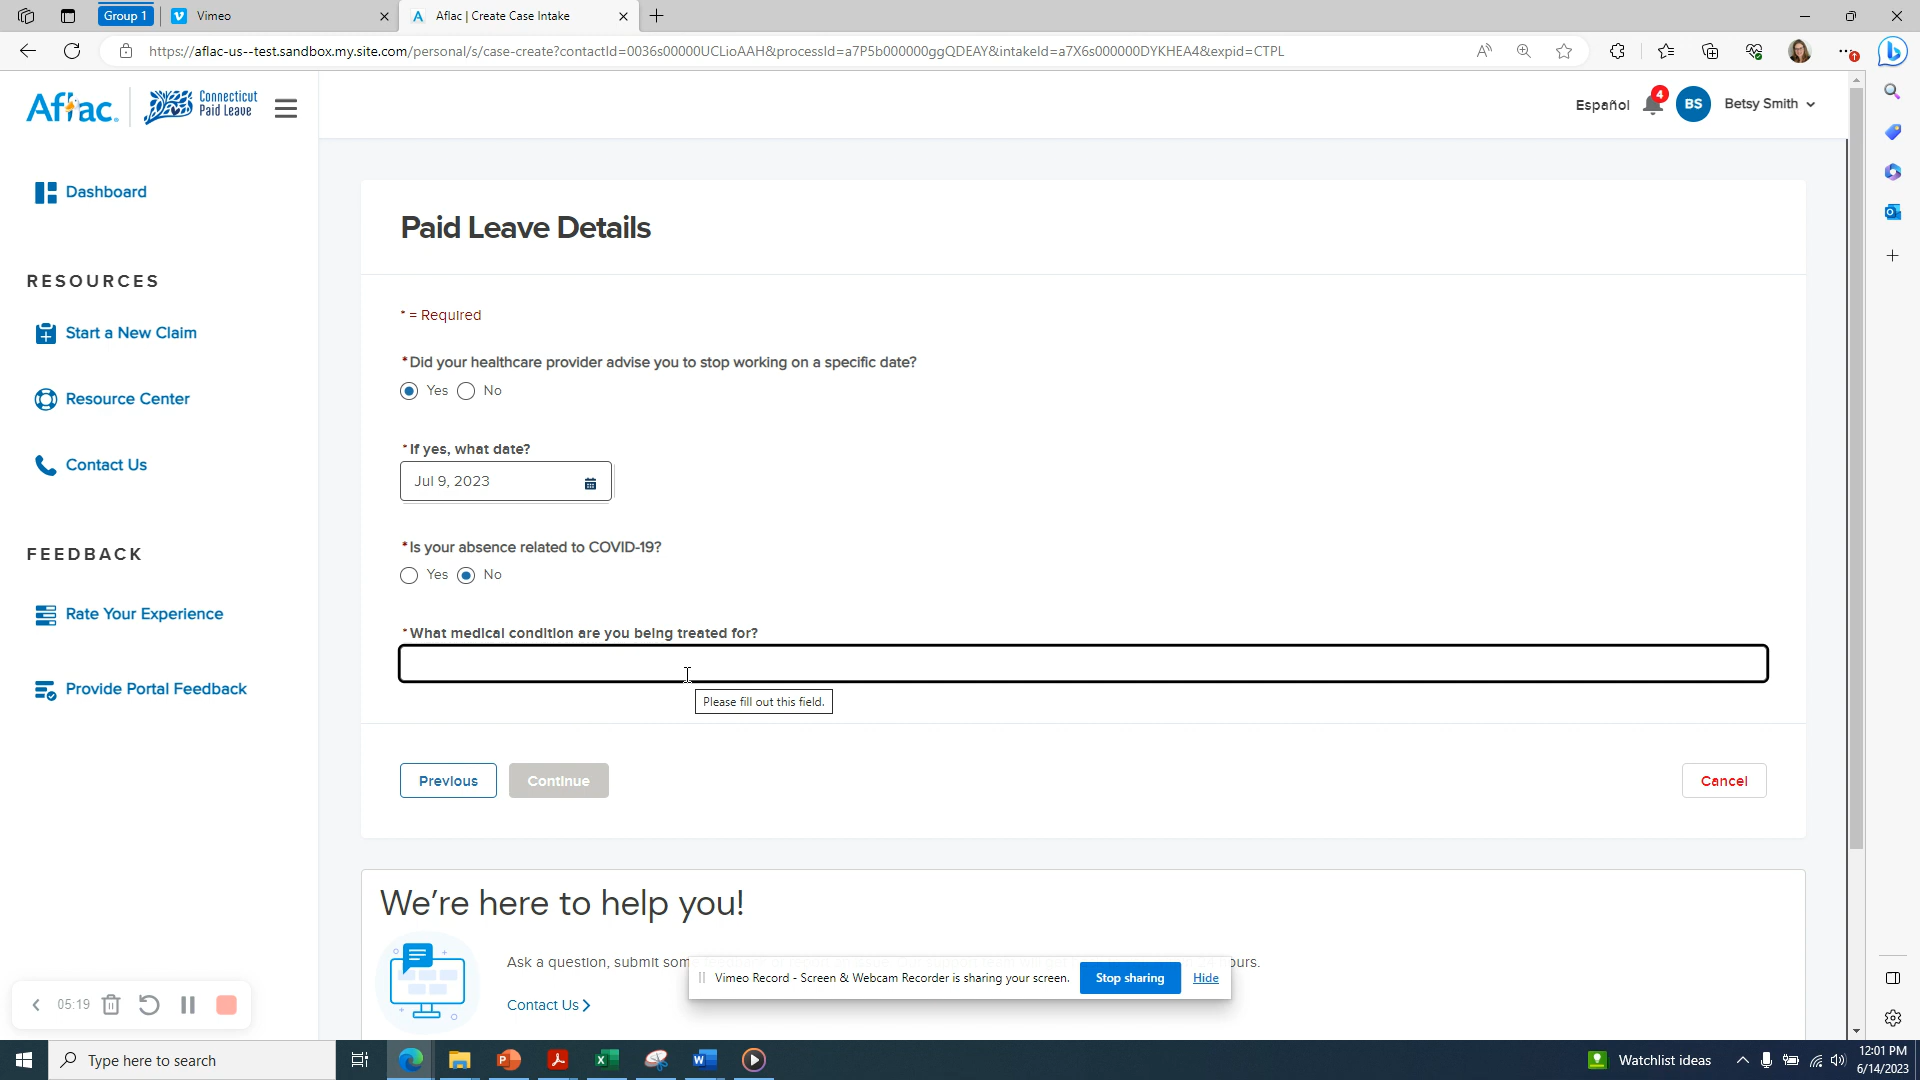 Group 1
Vimeo
Aflac | Create Case Intake
https://aflac-us--test.sandbox.my.site.com/personal/s/case-create?contactId=0036s00000UCLioAAH&processId=a7P5b000000ggQDEAY&intakeId=a7X6s000000DYKHEA4&expid=CTPL
Aflac
Connecticut
Paid Leave
Español
4
BS
Betsy Smith
Dashboard
RESOURCES
Start a New Claim
Resource Center
Contact Us
FEEDBACK
Rate Your Experience
Provide Portal Feedback
Paid Leave Details
* = Required
*Did your healthcare provider advise you to stop working on a specific date?
Yes No
*If yes, what date?
Jul 9, 2023
*Is your absence related to COVID-19?
Yes No
*What medical condition are you being treated for?
Please fill out this field.
Previous
Continue
Cancel
We're here to help you!
Ask a question, submit som
ours.
Contact Us
Vimeo Record - Screen & Webcam Recorder is sharing your screen.
Stop sharing
Hide
05:19
Type here to search
Watchlist ideas
12:01 PM
6/14/2023